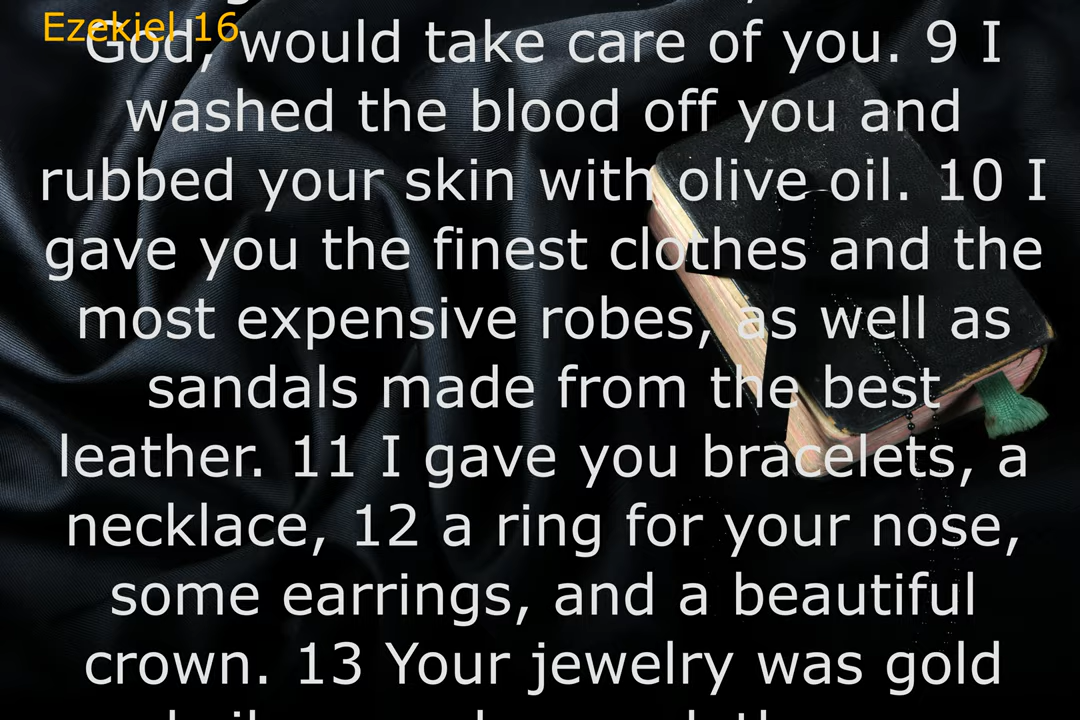 Ezekiel 16
God, would take care of you. 9 I
washed the blood off you and
rubbed your skin with olive oil. 10 I
gave you the finest clothes and the
most expensive robes, as well as
sandals made from the best
leather. 11 I gave you bracelets, a
necklace, 12 a ring for your nose,
some earrings, and a beautiful
crown. 13 Your jewelry was gold